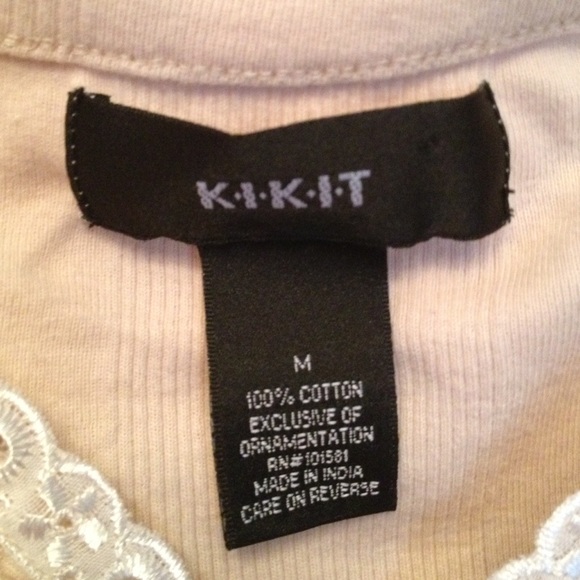 K·I·K·I·T
M
100% COTTON
EXCLUSIVE OF
ORNAMENTATION
RN#101581
MADE IN INDIA
CARE ON REVERSE